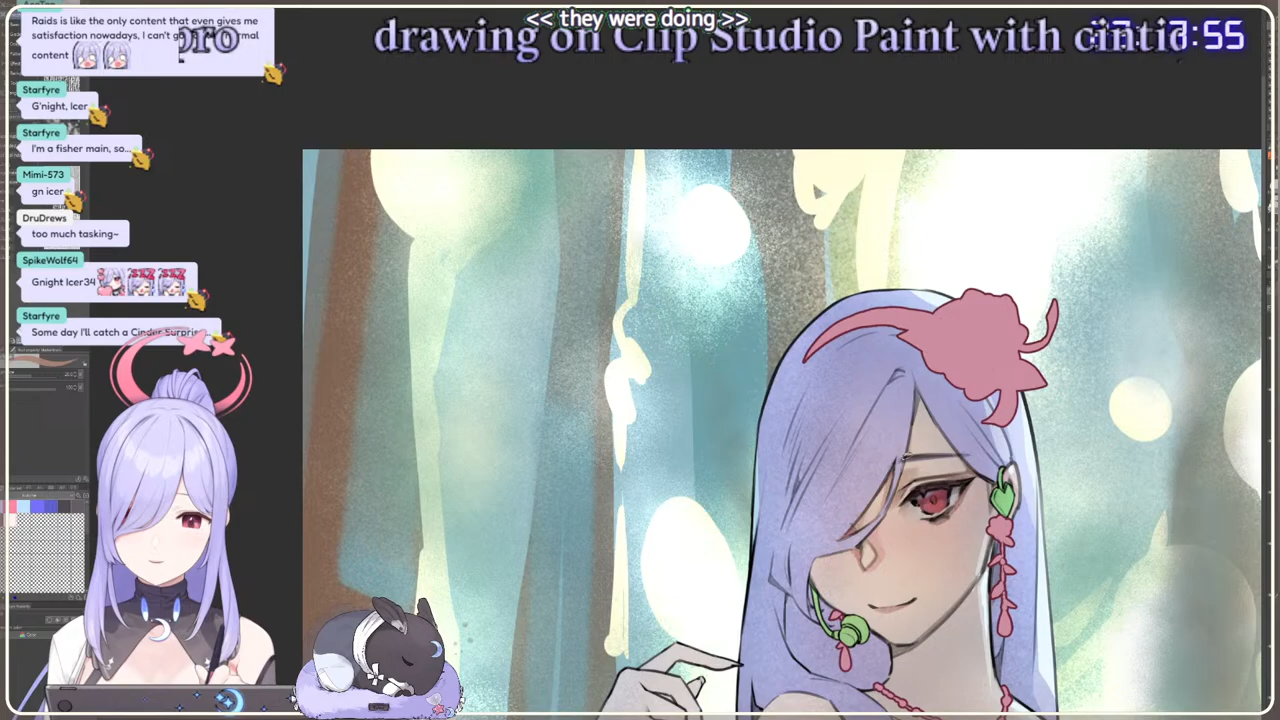 << they were doing >>
Raids is like the only content that even gives me
satisfaction nowadays, I can't
content
pro
drawing on Clip Studio Paint with cintiq
:55
Starfyre
G'night, Icer
Starfyre
I'm a fisher main, so...
Mimi-573
gn icer
DruDrews
too much tasking~
SpikeWolf64
Gnight Icer34
Starfyre
Some day I'll catch a Cinder Surprise...